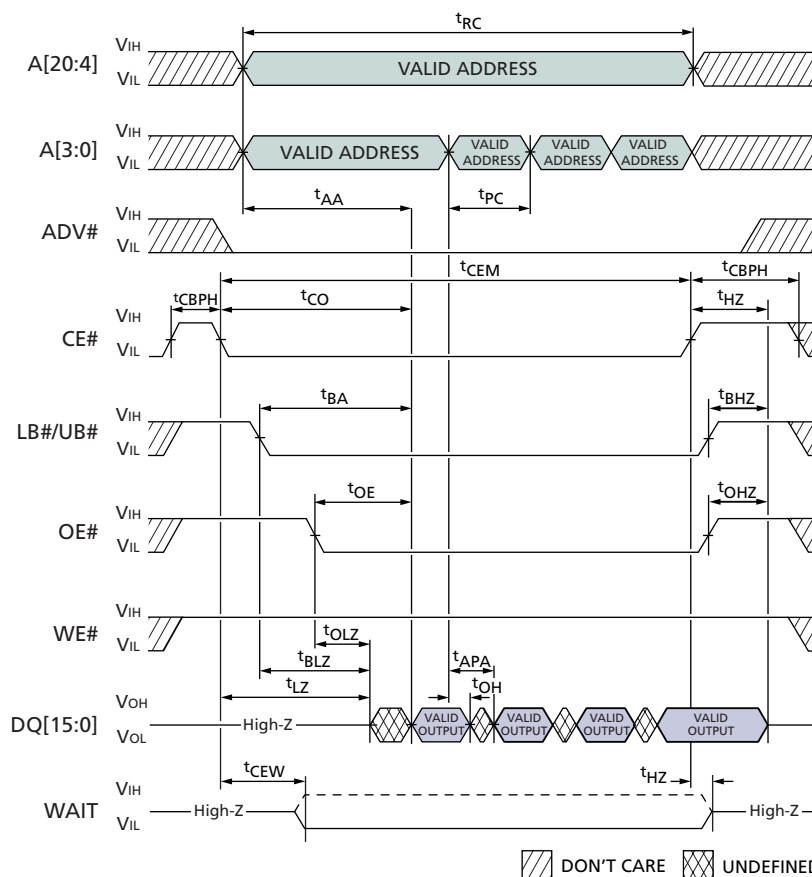 tRC
A[20:4] VIH VIL VALID ADDRESS
A[3:0] VIH VIL VALID ADDRESS VALID ADDRESS VALID ADDRESS VALID ADDRESS
tAA tPC
ADV# VIH VIL
tCEM tCBPH
tCBPH tCO tHZ
CE# VIH VIL
tBA tBHZ
LB#/UB# VIH VIL
tOE tOHZ
OE# VIH VIL
WE# VIH VIL
tOLZ
tBLZ tAPA
tLZ tOH
DQ[15:0] VOH VOL High-Z VALID OUTPUT VALID OUTPUT VALID OUTPUT VALID OUTPUT
tCEW tHZ
WAIT VIH VIL High-Z High-Z
DON'T CARE UNDEFINED